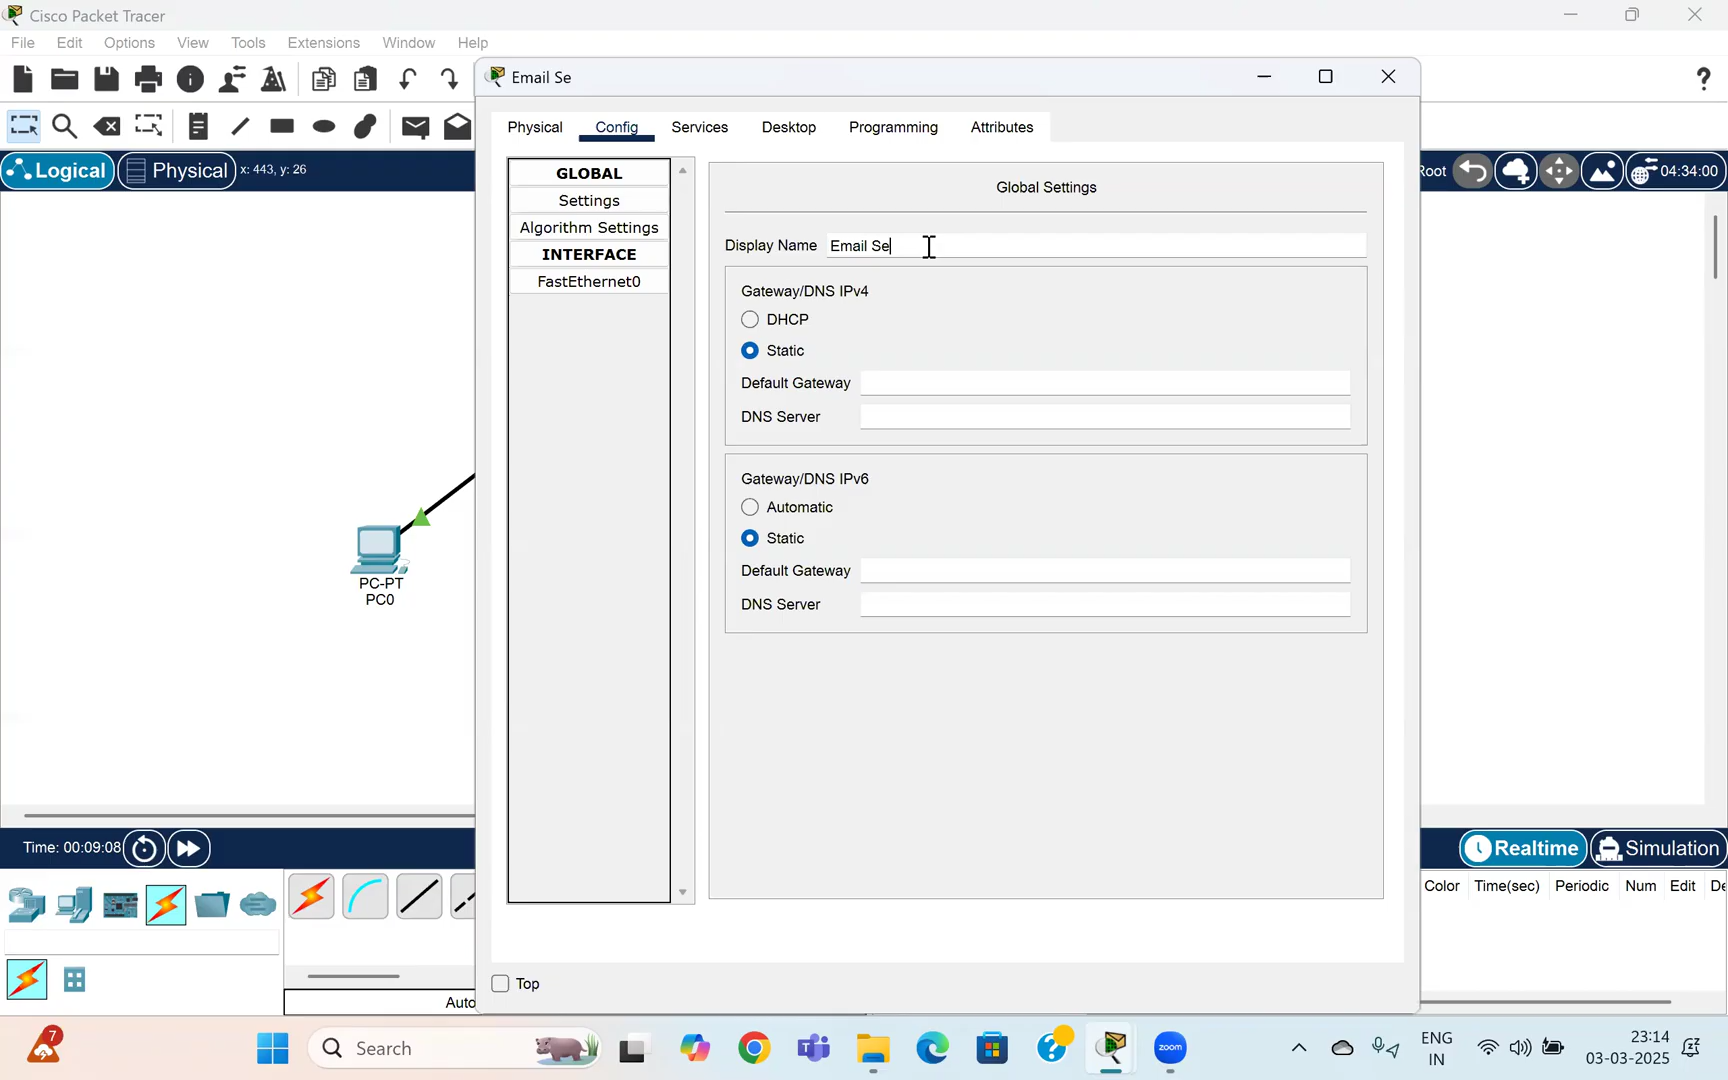 Cisco Packet Tracer
File Edit Options View Tools Extensions Window Help
Email Se
Physical Config Services Desktop Programming Attributes
Logical
Physical
x: 443, y: 26
Root
04:34:00
GLOBAL
Settings
Algorithm Settings
INTERFACE
FastEthernet0
Global Settings
Display Name Email Se
Gateway/DNS IPv4
DHCP
Static
Default Gateway
DNS Server
Gateway/DNS IPv6
Automatic
Static
Default Gateway
DNS Server
PC-PT
PC0
Time: 00:09:08
Realtime
Simulation
Color Time(sec) Periodic Num Edit
Top
7
Search
zoom
ENG
IN
23:14
03-03-2025